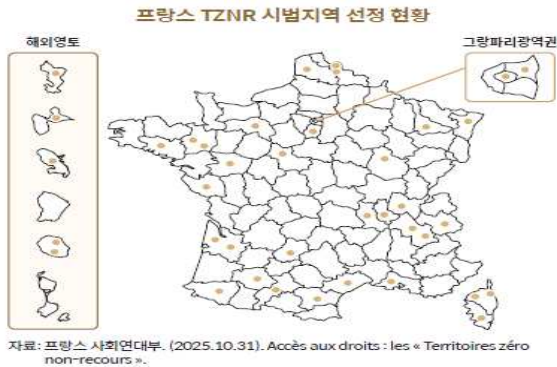 프랑스 TZNR 시범지역 선정 현황
해외영토
그랑파리광역권
자료: 프랑스 사회연대부. (2025.10.31). Accès aux droits : les « Territoires zéro
non-recours ».